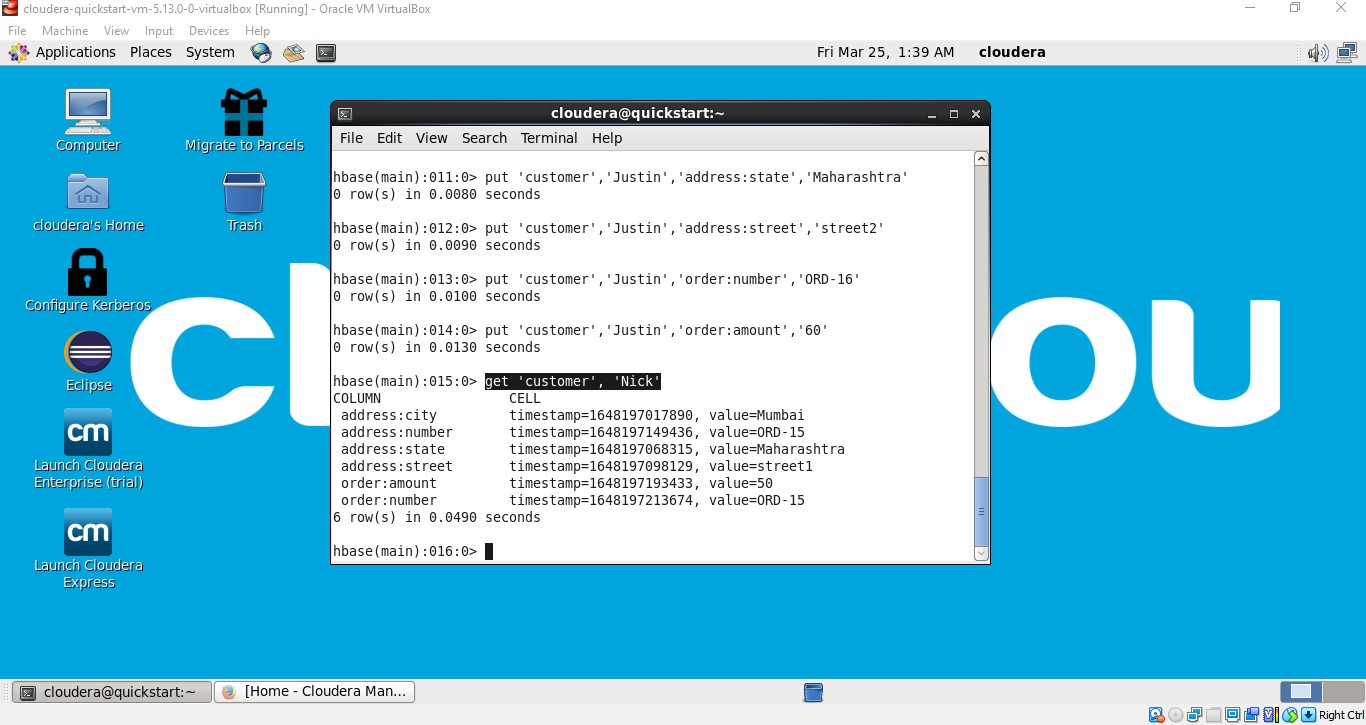 cloudera-quickstart-vm-5.13.0-0-virtualbox [Running] - Oracle VM VirtualBox
File Machine View Input Devices Help
Applications Places System Fri Mar 25, 1:39 AM cloudera
Computer
Migrate to Parcels
cloudera's Home
Trash
Configure Kerberos
Eclipse
cm
Launch Cloudera
Enterprise (trial)
cm
Launch Cloudera
Express
cl ou
cloudera@quickstart:~
File Edit View Search Terminal Help
hbase(main):011:0> put 'customer','Justin','address:state','Maharashtra'
0 row(s) in 0.0080 seconds
hbase(main):012:0> put 'customer','Justin','address:street','street2'
0 row(s) in 0.0090 seconds
hbase(main):013:0> put 'customer','Justin','order:number','ORD-16'
0 row(s) in 0.0100 seconds
hbase(main):014:0> put 'customer','Justin','order:amount','60'
0 row(s) in 0.0130 seconds
hbase(main):015:0> get 'customer', 'Nick'
COLUMN CELL
address:city timestamp=1648197017890, value=Mumbai
address:number timestamp=1648197149436, value=ORD-15
address:state timestamp=1648197068315, value=Maharashtra
address:street timestamp=1648197098129, value=street1
order:amount timestamp=1648197193433, value=50
order:number timestamp=1648197213674, value=ORD-15
6 row(s) in 0.0490 seconds
hbase(main):016:0>
cloudera@quickstart:~ [Home - Cloudera Man...
Right Ctrl